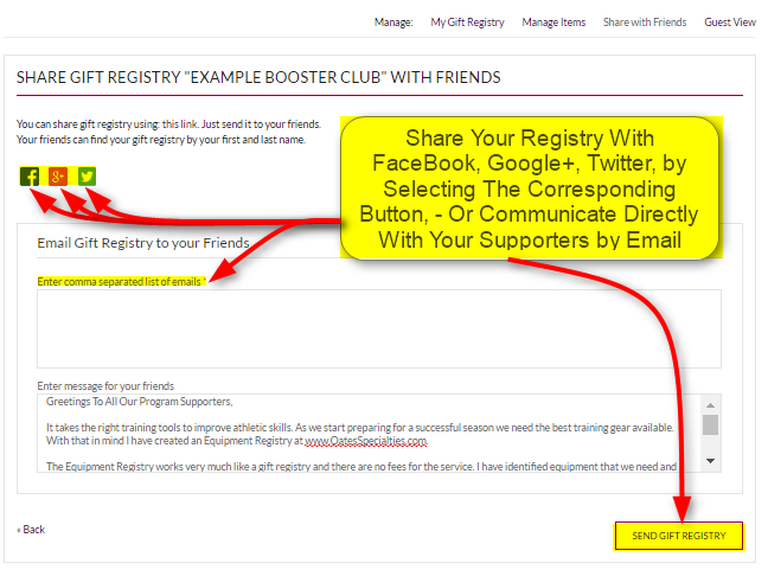 Manage: My Gift Registry Manage Items Share with Friends Guest View
SHARE GIFT REGISTRY "EXAMPLE BOOSTER CLUB" WITH FRIENDS
You can share gift registry using: this link. Just send it to your friends.
Your friends can find your gift registry by your first and last name.
Share Your Registry With
FaceBook, Google+, Twitter, by
Selecting The Corresponding
Button, - Or Communicate Directly
With Your Supporters by Email
f g+
Email Gift Registry to your Friends
Enter comma separated list of emails *
Enter message for your friends
Greetings To All Our Program Supporters,
It takes the right training tools to improve athletic skills. As we start preparing for a successful season we need the best training gear available.
With that in mind I have created an Equipment Registry at www.OatesSpecialties.com.
The Equipment Registry works very much like a gift registry and there are no fees for the service. I have identified equipment that we need and
« Back
SEND GIFT REGISTRY